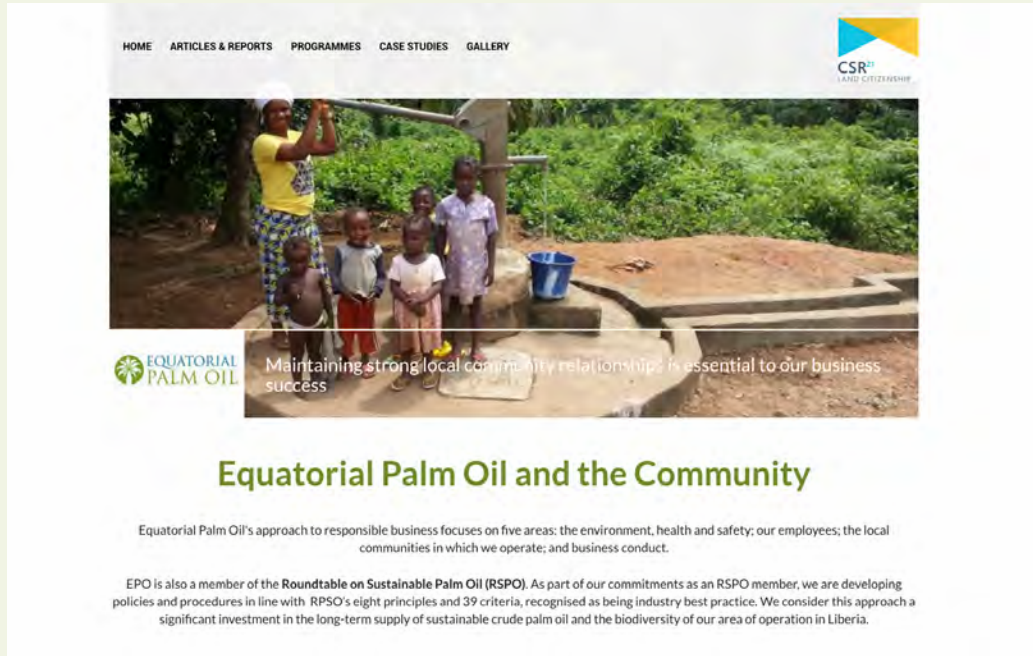 HOME ARTICLES & REPORTS PROGRAMMES CASE STUDIES GALLERY
CSR21
LAND CITIZENSHIP
EQUATORIAL
PALM OIL
Maintaining strong local community relationships is essential to our business
success
Equatorial Palm Oil and the Community
Equatorial Palm Oil's approach to responsible business focuses on five areas: the environment, health and safety; our employees; the local
communities in which we operate; and business conduct.
EPO is also a member of the Roundtable on Sustainable Palm Oil (RSPO). As part of our commitments as an RSPO member, we are developing
policies and procedures in line with RPSO's eight principles and 39 criteria, recognised as being industry best practice. We consider this approach a
significant investment in the long-term supply of sustainable crude palm oil and the biodiversity of our area of operation in Liberia.